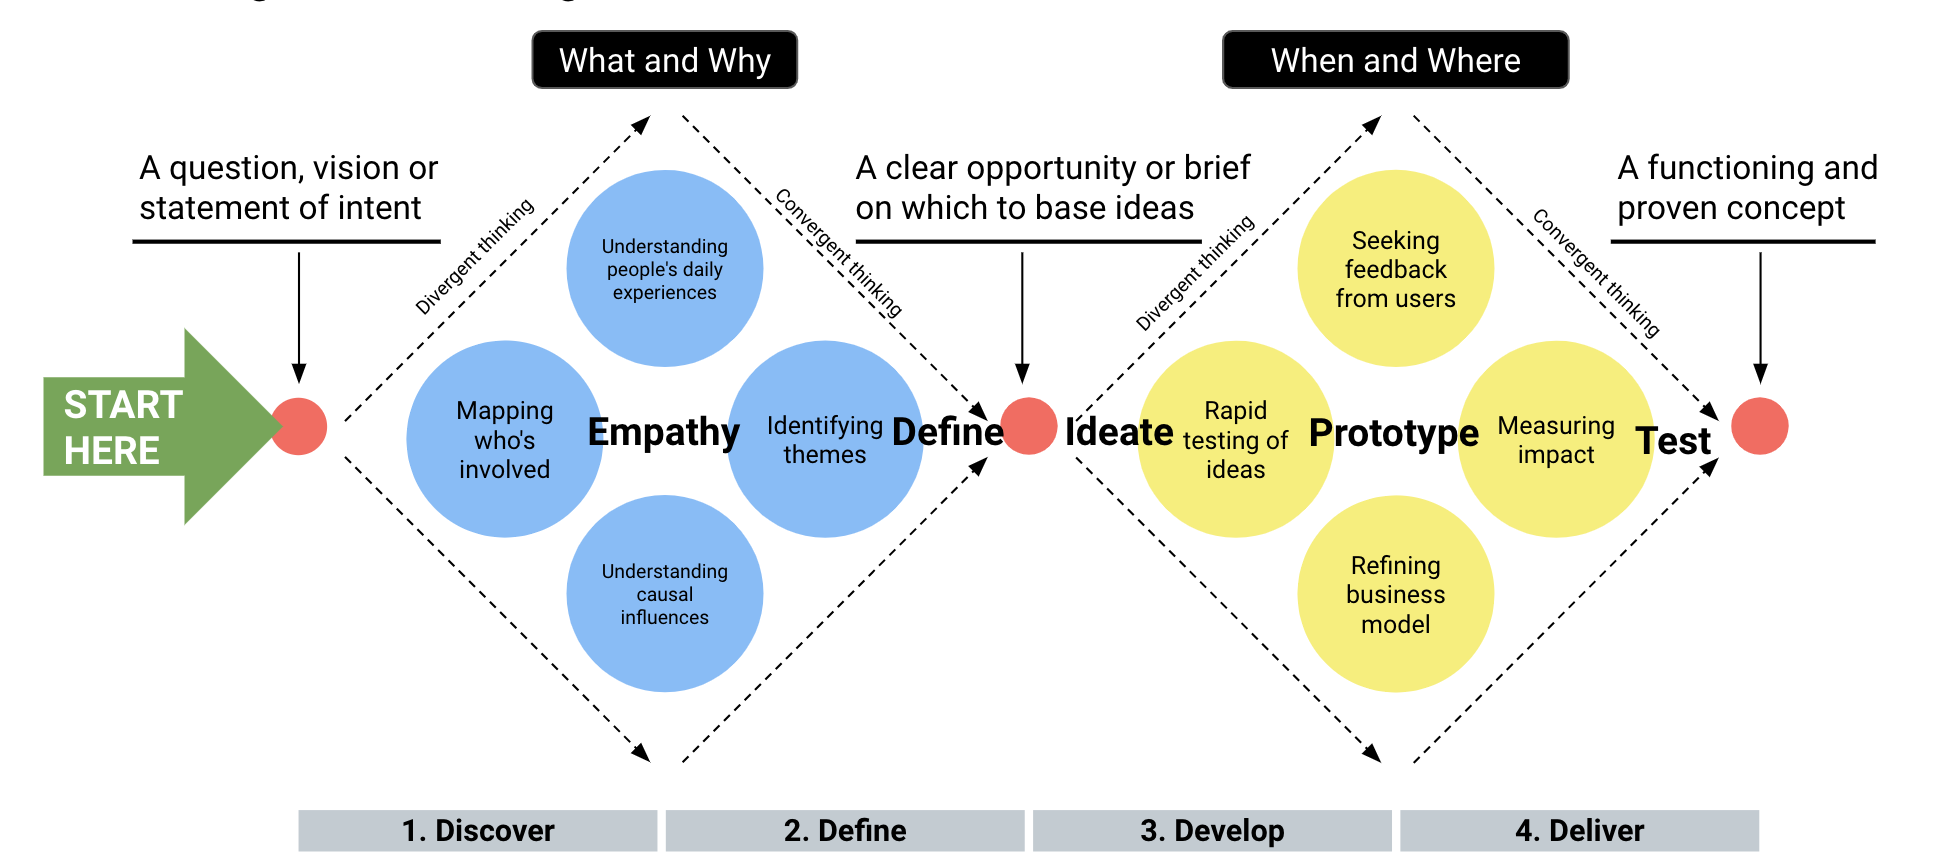 What and Why
When and Where
A question, vision or
statement of intent
A clear opportunity or brief
on which to base ideas
A functioning and
proven concept
Divergent thinking
Convergent thinking
Divergent thinking
Convergent thinking
START
HERE
Understanding
people's daily
experiences
Mapping
who's
involved
Empathy
Identifying
themes
Define
Understanding
causal
influences
Ideate
Seeking
feedback
from users
Rapid
testing of
ideas
Prototype
Measuring
impact
Test
Refining
business
model
1. Discover
2. Define
3. Develop
4. Deliver